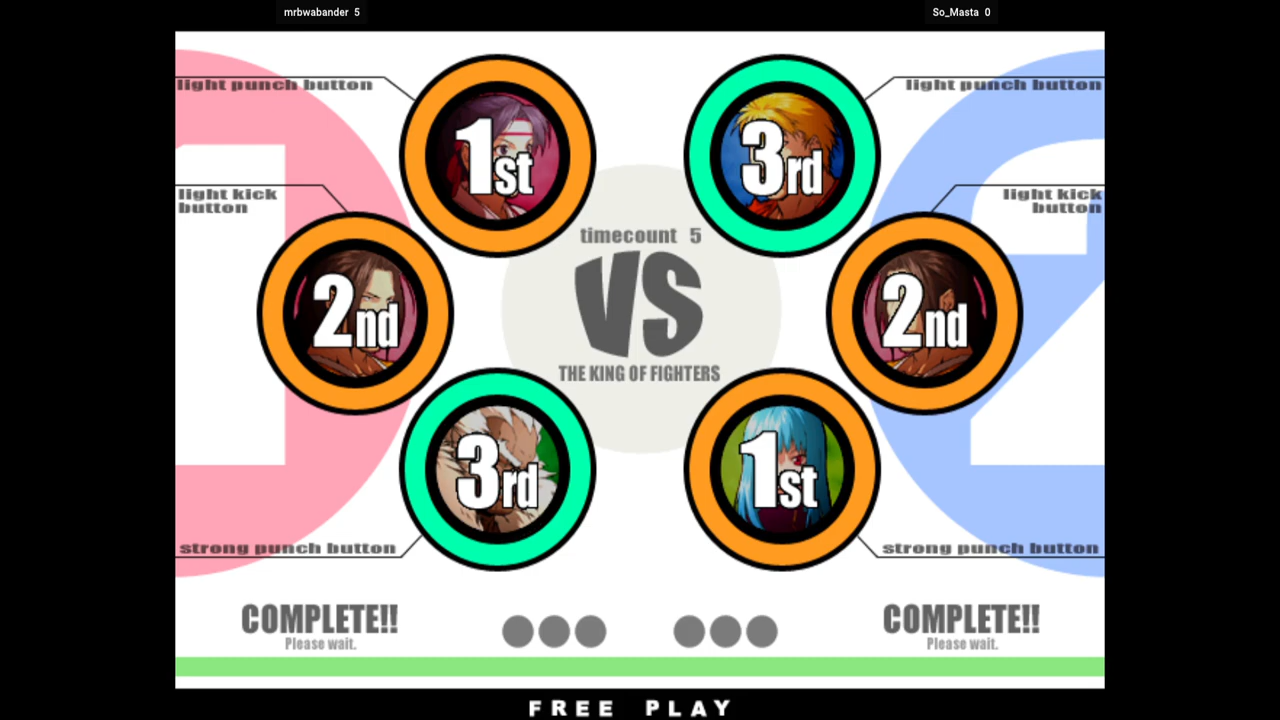 mrbwabander 5
So_Masta 0
light punch button
light punch button
1st
3rd
light kick
button
light kick
button
timecount 5
VS
THE KING OF FIGHTERS
2nd
2nd
3rd
1st
strong punch button
strong punch button
COMPLETE!!
Please wait.
COMPLETE!!
Please wait.
FREE PLAY
1
2